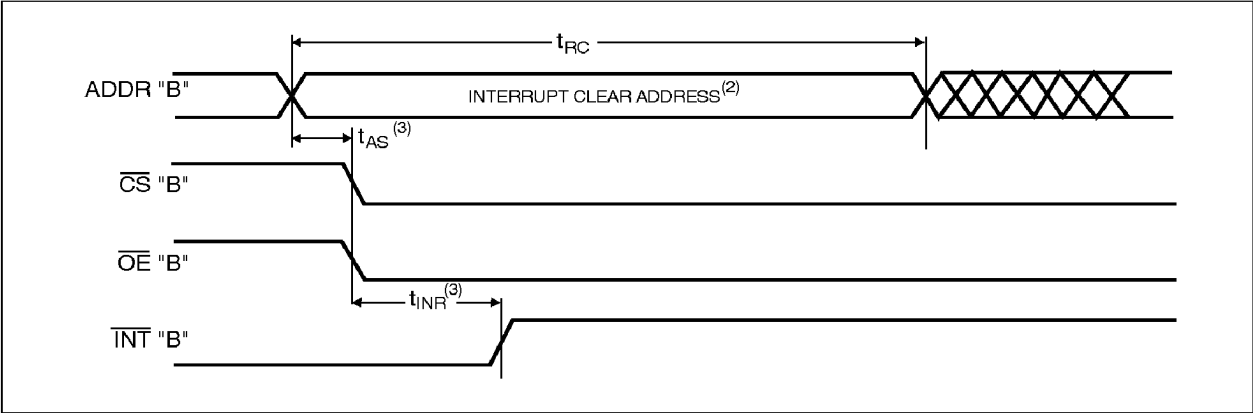 tRC
ADDR "B"
INTERRUPT CLEAR ADDRESS(2)
tAS(3)
CS "B"
OE "B"
tINR(3)
INT "B"